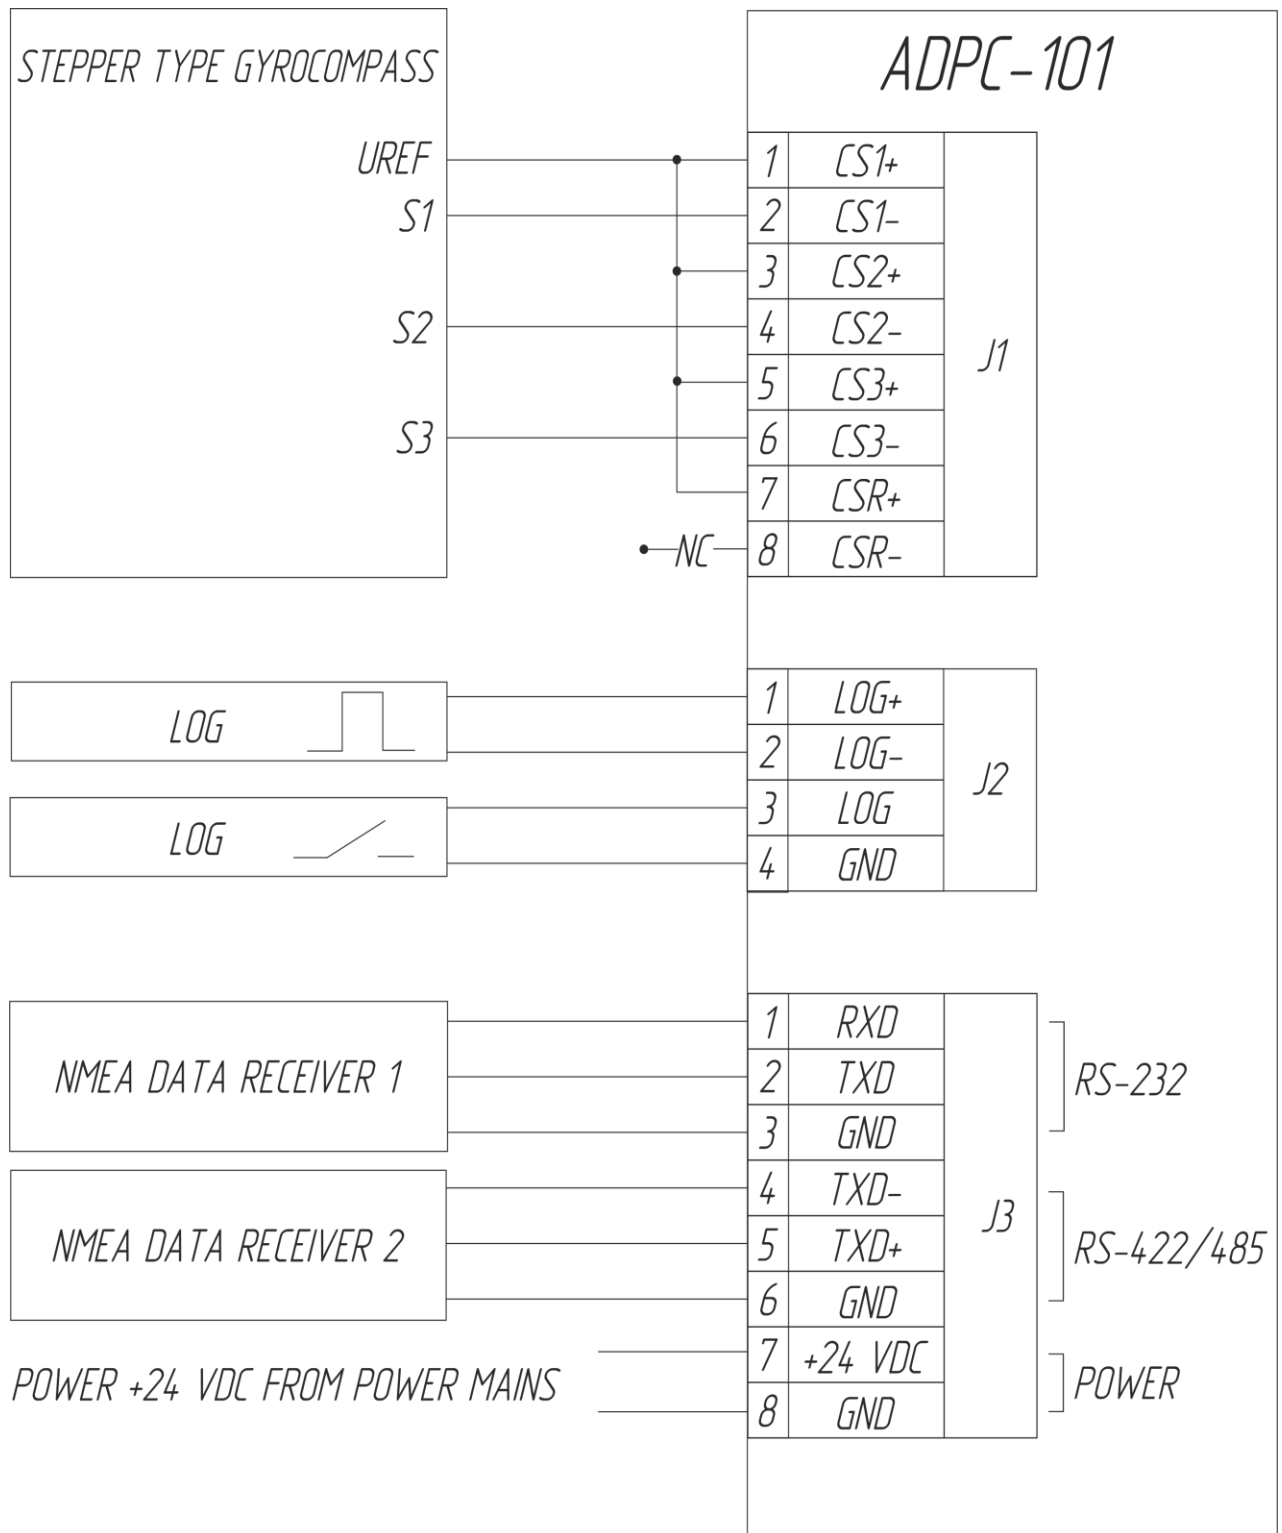 STEPPER TYPE GYROCOMPASS
ADPC-101
UREF
1 CS1+
S1
2 CS1-
3 CS2+
S2
4 CS2-
J1
5 CS3+
S3
6 CS3-
7 CSR+
NC
8 CSR-
LOG
1 LOG+
2 LOG-
J2
LOG
3 LOG
4 GND
NMEA DATA RECEIVER 1
1 RXD
2 TXD
3 GND
RS-232
NMEA DATA RECEIVER 2
4 TXD-
5 TXD+
6 GND
J3
RS-422/485
POWER +24 VDC FROM POWER MAINS
7 +24 VDC
8 GND
POWER